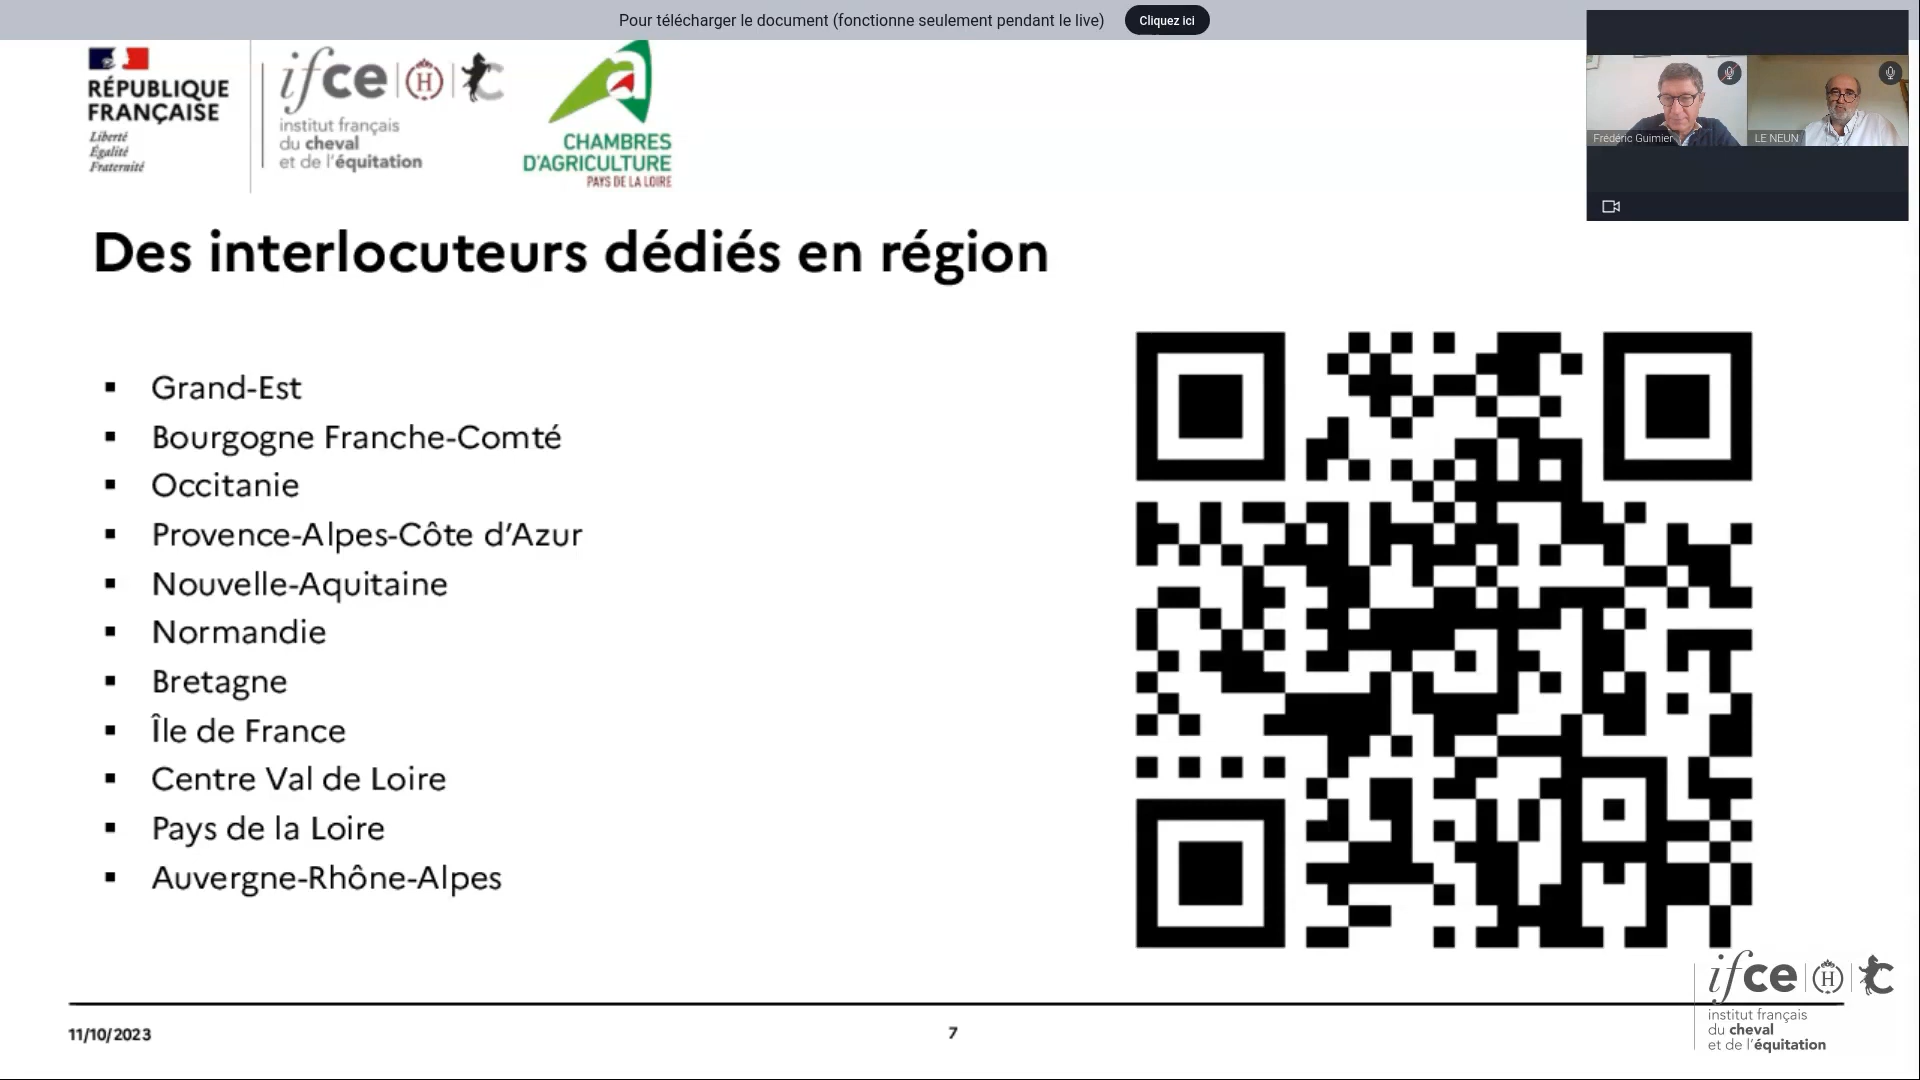 Pour télécharger le document (fonctionne seulement pendant le live) Cliquez ici
RÉPUBLIQUE
FRANÇAISE
Liberté
Égalité
Fraternité
ifce H
institut français
du cheval
et de l'équitation
a
CHAMBRES
D'AGRICULTURE
PAYS DE LA LOIRE
Frédéric Guimier
LE NEUN
Des interlocuteurs dédiés en région
▪ Grand-Est
▪ Bourgogne Franche-Comté
▪ Occitanie
▪ Provence-Alpes-Côte d’Azur
▪ Nouvelle-Aquitaine
▪ Normandie
▪ Bretagne
▪ Île de France
▪ Centre Val de Loire
▪ Pays de la Loire
▪ Auvergne-Rhône-Alpes
ifce H
institut français
du cheval
et de l'équitation
11/10/2023
7